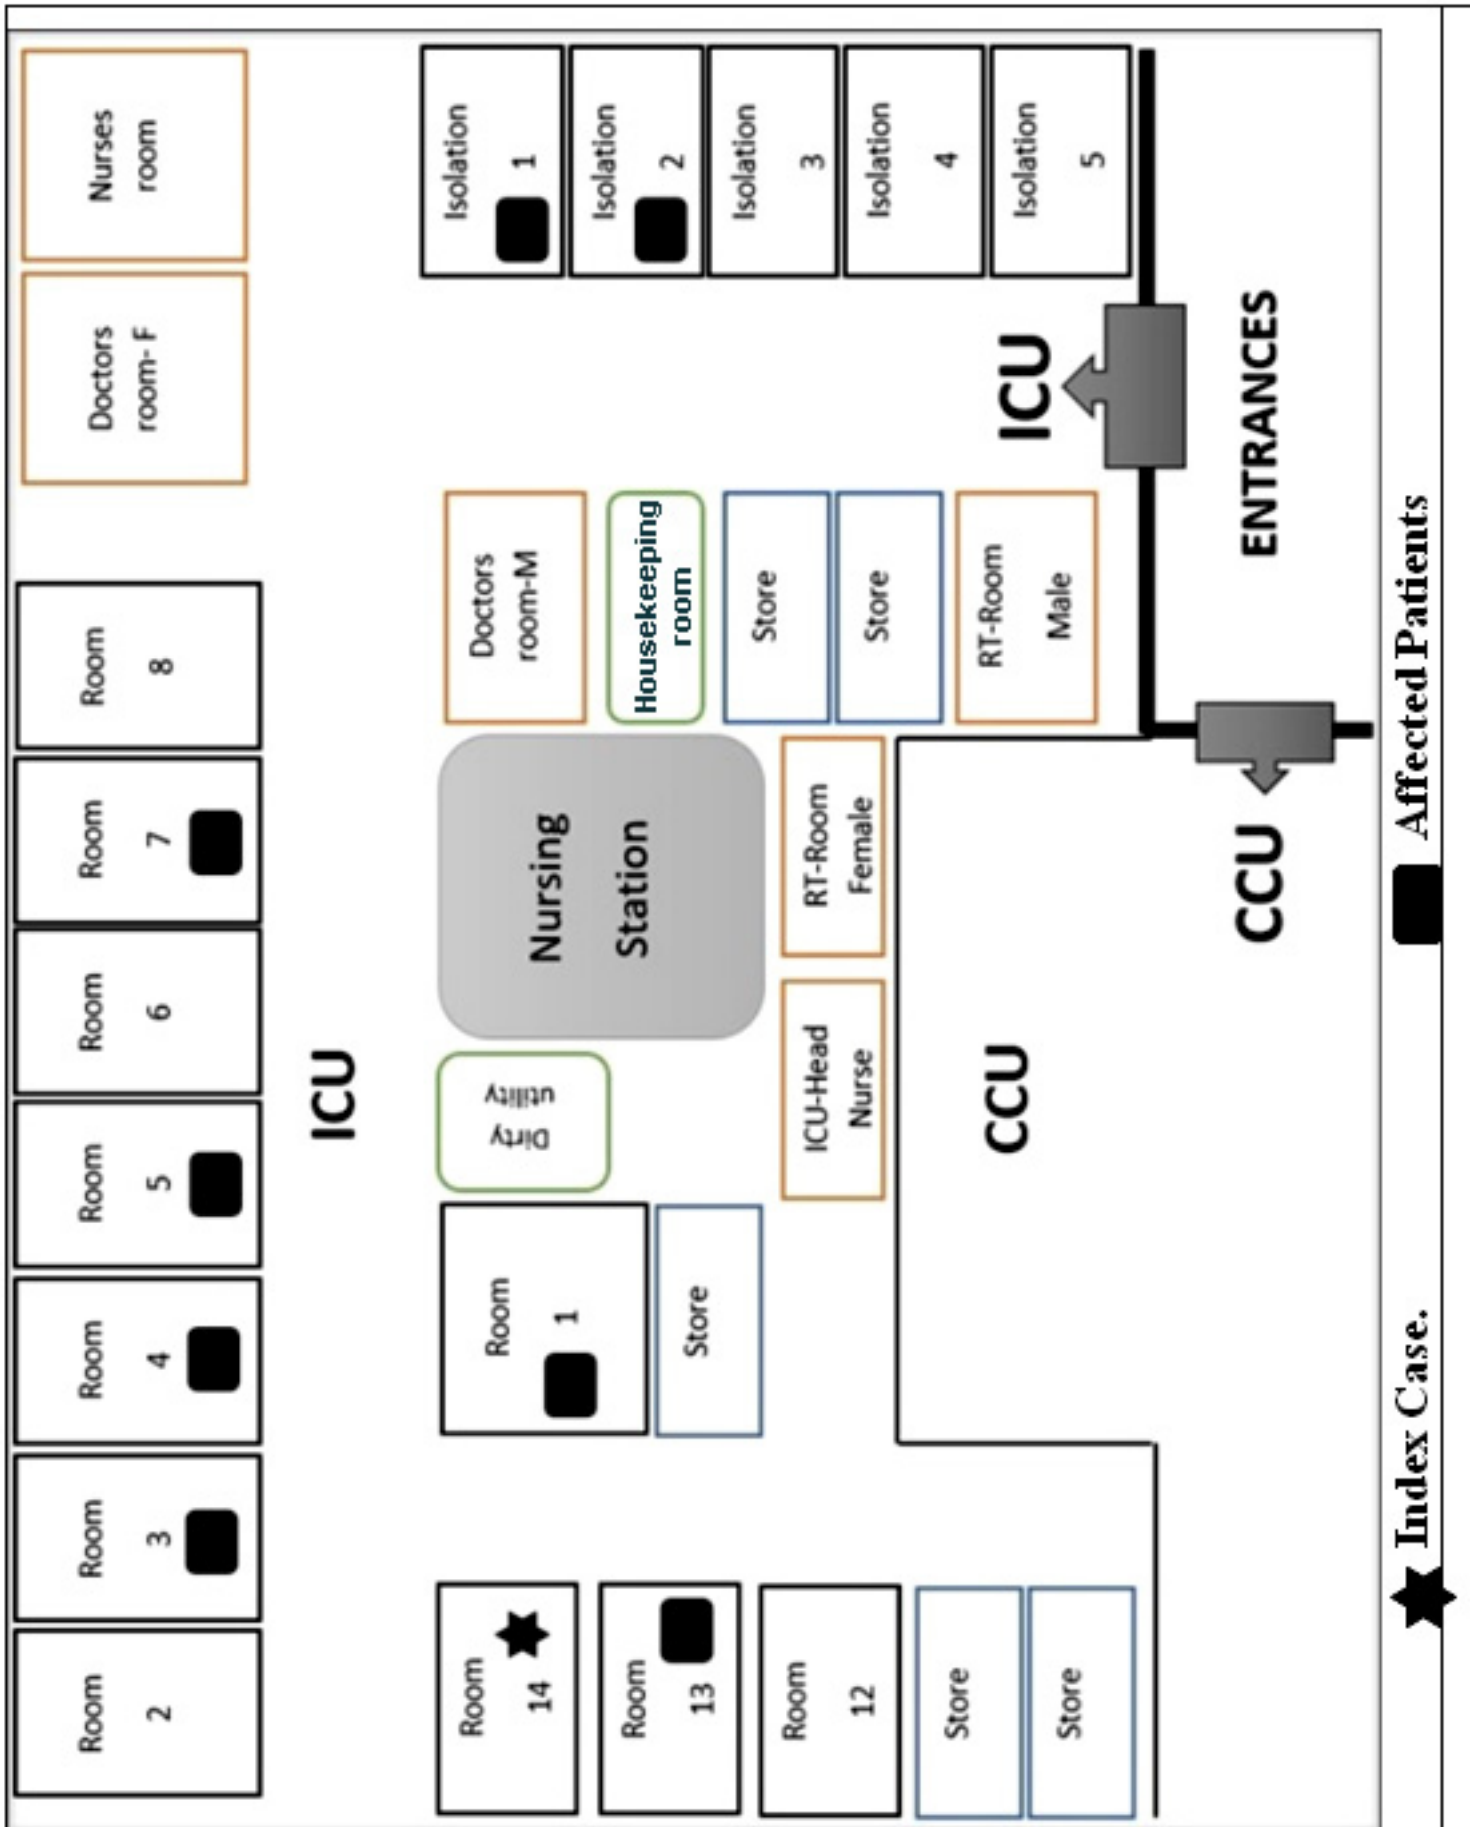 Room
2
Room
3
Room
4
Room
5
Room
6
Room
7
Room
8
Doctors
room- F
Nurses
room
ICU
Room
14
Room
13
Room
12
Store
Store
Room
1
Store
Dirty
utility
Nursing
Station
ICU-Head
Nurse
RT-Room
Female
Doctors
room-M
Housekeeping
room
Store
Store
RT-Room
Male
Isolation
1
Isolation
2
Isolation
3
Isolation
4
Isolation
5
ICU
CCU
CCU
ENTRANCES
Index Case.
Affected Patients